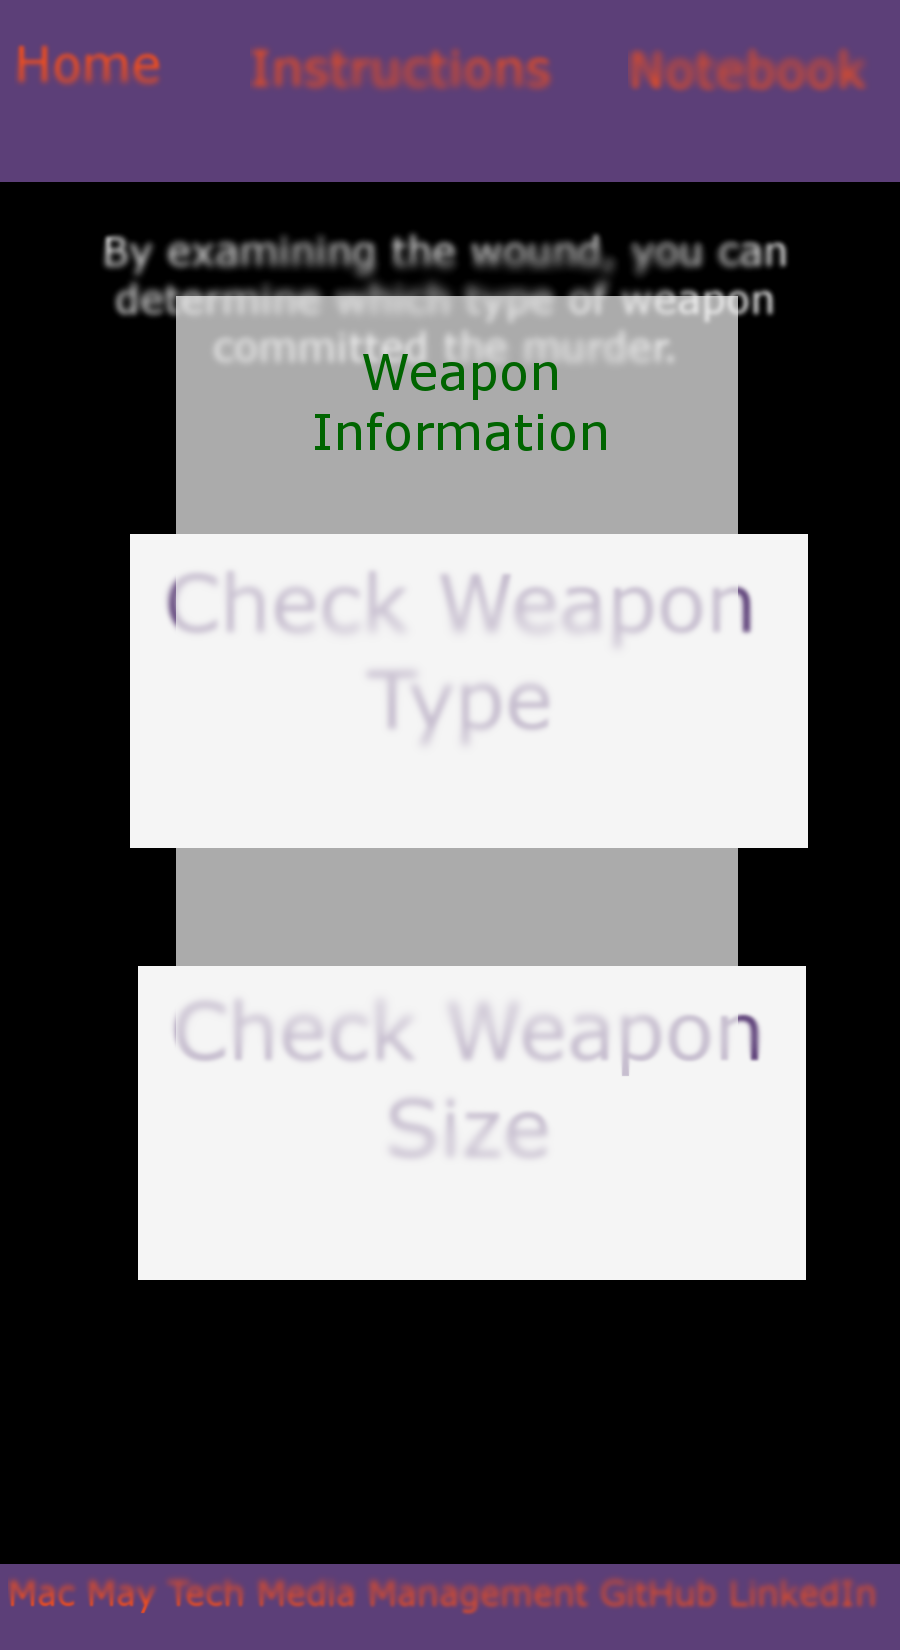 Home Instructions Notebook
By examining the wound, you can
determine which type of weapon
committed the murder.
Weapon
Information
Check Weapon
Type
Check Weapon
Size
Mac May Tech Media Management GitHub LinkedIn